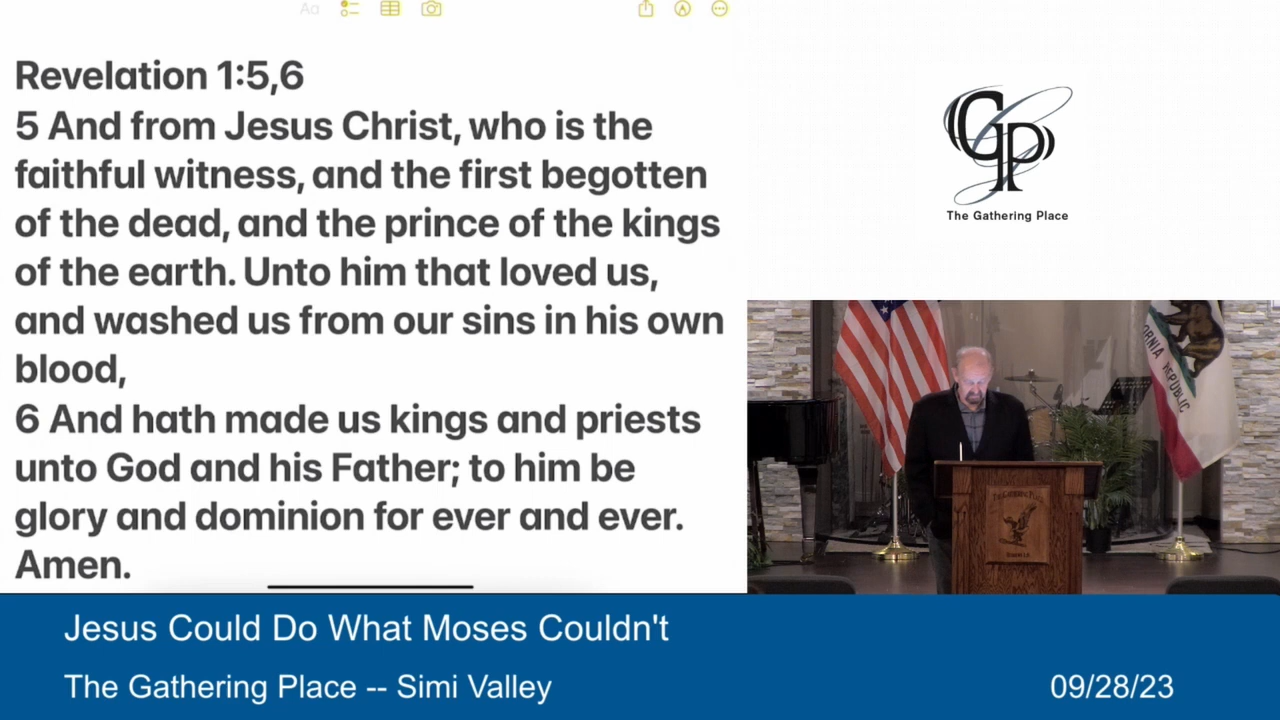 Aa
Revelation 1:5,6
5 And from Jesus Christ, who is the
faithful witness, and the first begotten
of the dead, and the prince of the kings
of the earth. Unto him that loved us,
and washed us from our sins in his own
blood,
6 And hath made us kings and priests
unto God and his Father; to him be
glory and dominion for ever and ever.
Amen.
GP
The Gathering Place
REPUBLIC
Jesus Could Do What Moses Couldn't
The Gathering Place -- Simi Valley
09/28/23